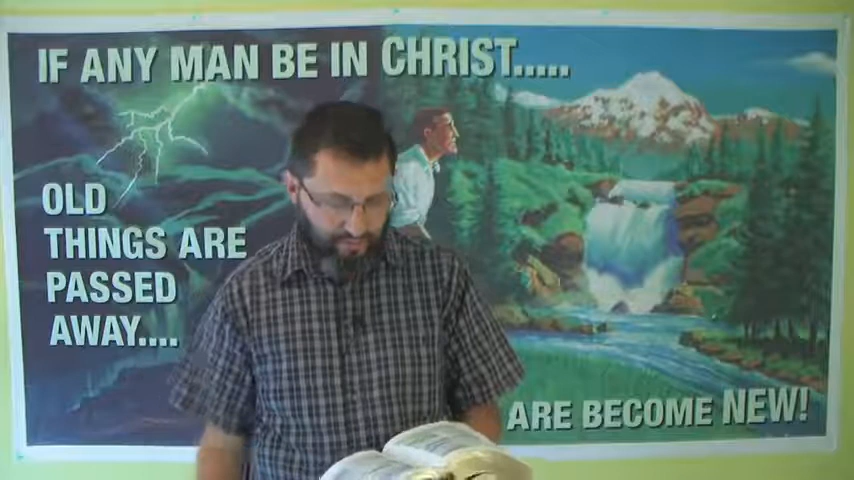 IF ANY MAN BE IN CHRIST.....
OLD
THINGS ARE
PASSED
AWAY....
ARE BECOME NEW!